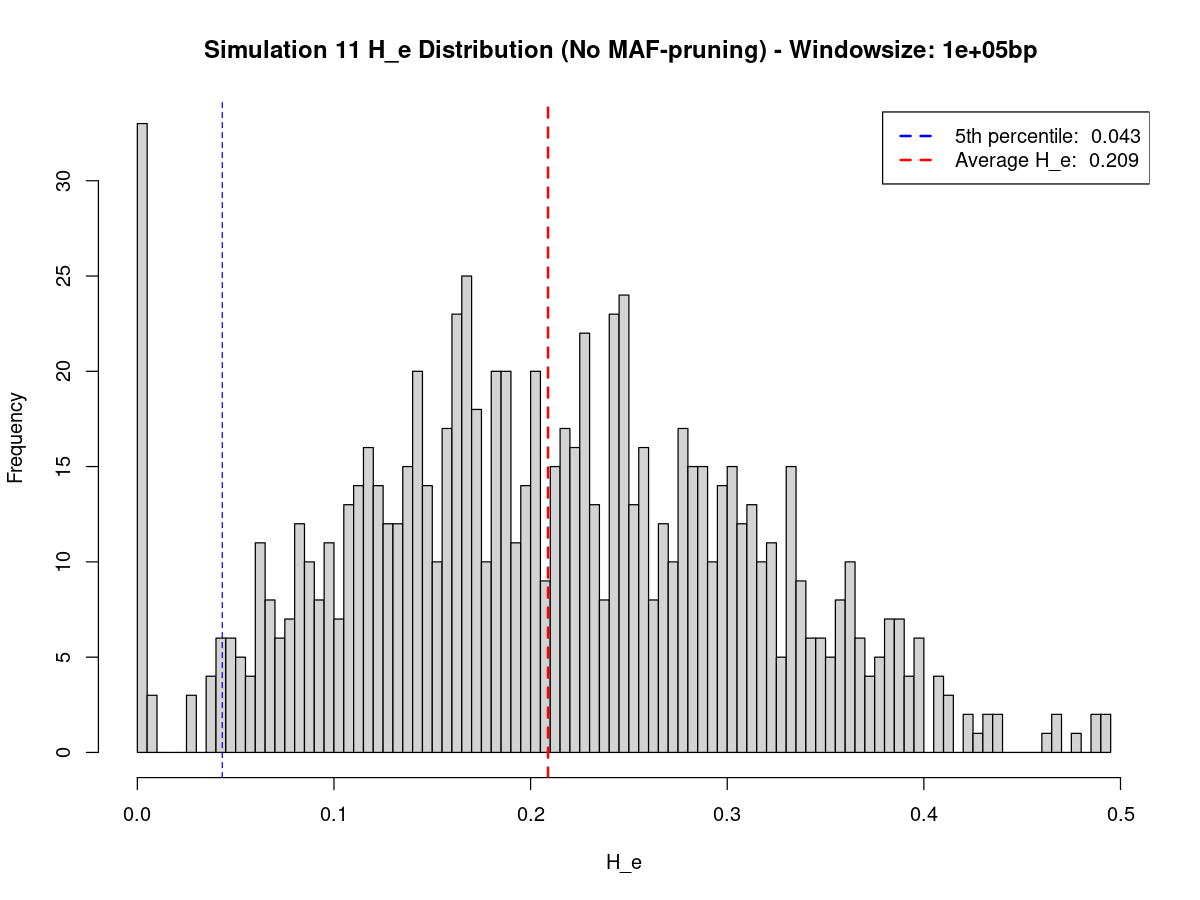 Simulation 11 H_e Distribution (No MAF-pruning) - Windowsize: 1e+05bp
5th percentile: 0.043
Average H_e: 0.209
Frequency
30
25
20
15
10
5
0
0.0 0.1 0.2 0.3 0.4 0.5
H_e